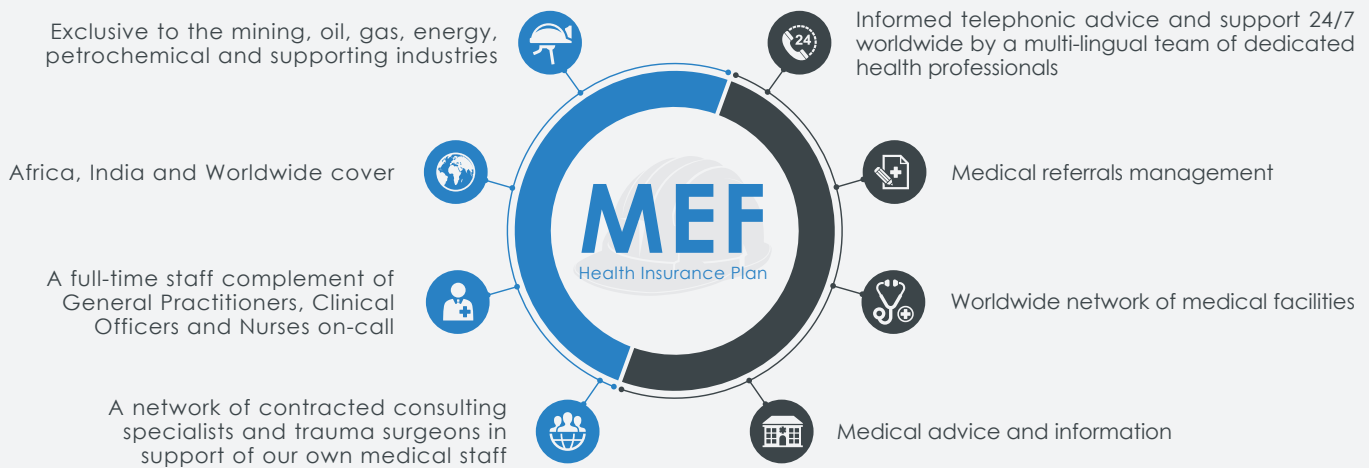 Exclusive to the mining, oil, gas, energy,
petrochemical and supporting industries
Africa, India and Worldwide cover
A full-time staff complement of
General Practitioners, Clinical
Officers and Nurses on-call
A network of contracted consulting
specialists and trauma surgeons in
support of our own medical staff
MEF
Health Insurance Plan
24
Informed telephonic advice and support 24/7
worldwide by a multi-lingual team of dedicated
health professionals
Medical referrals management
Worldwide network of medical facilities
Medical advice and information